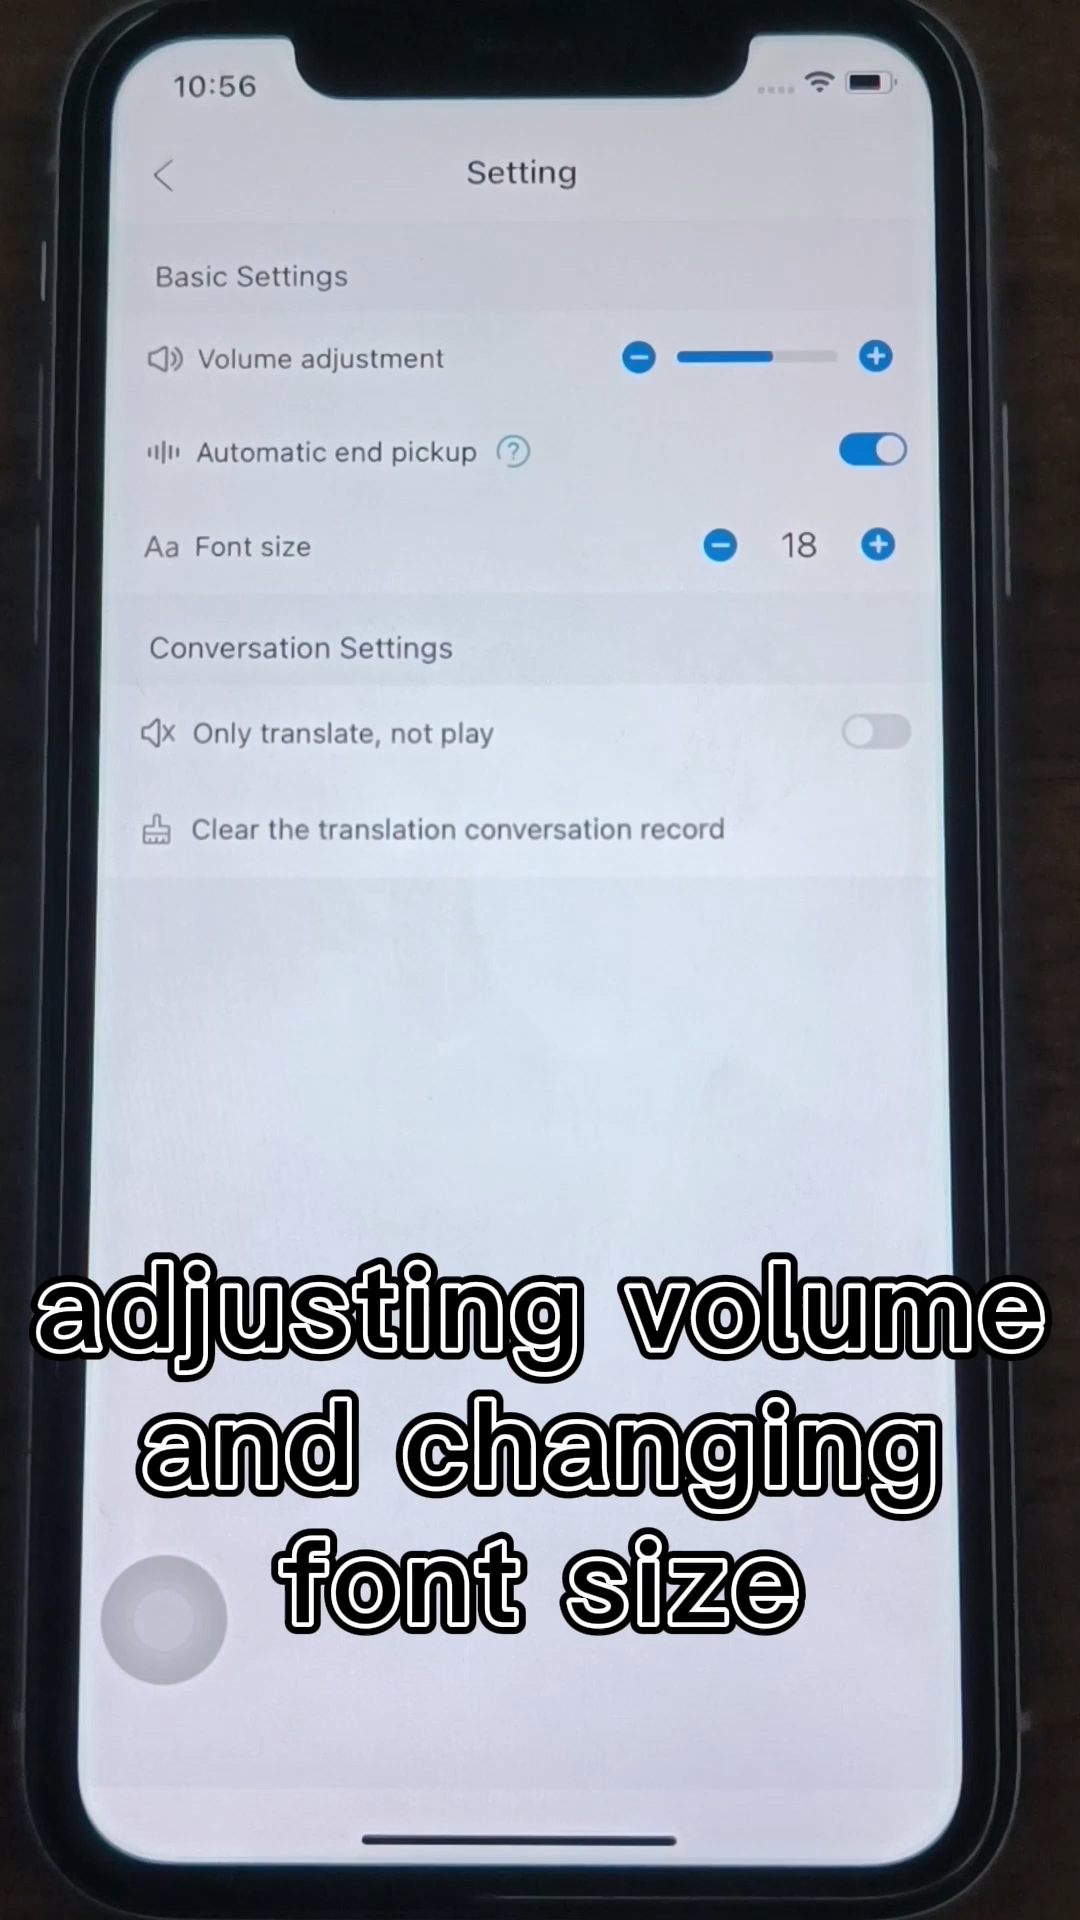 10:56
Setting
Basic Settings
Volume adjustment
Automatic end pickup ?
Aa Font size
18
Conversation Settings
Only translate, not play
Clear the translation conversation record
adjusting volume
and changing
font size